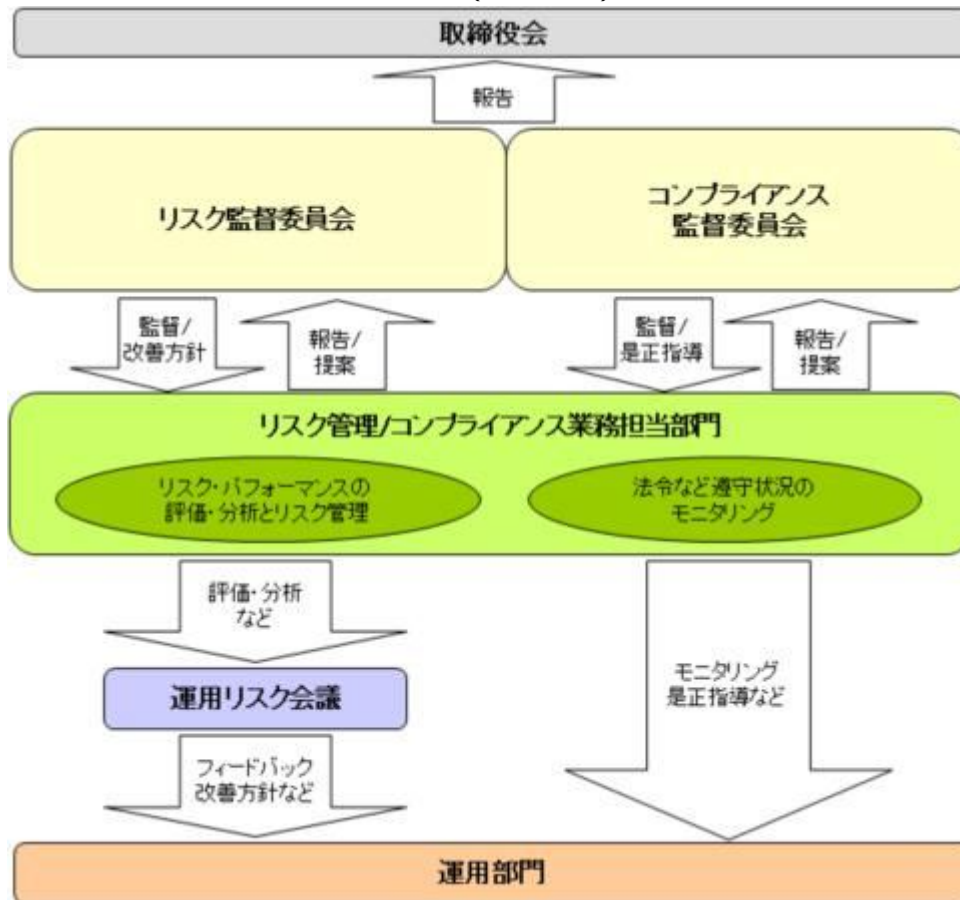 取締役会
報告
リスク監督委員会
コンプライアンス
監督委員会
監督/
改善方針
報告/
提案
監督/
是正指導
報告/
提案
リスク管理/コンプライアンス業務担当部門
リスク・パフォーマンスの
評価・分析とリスク管理
法令など遵守状況の
モニタリング
評価・分析
など
運用リスク会議
フィードバック
改善方針など
モニタリング
是正指導など
運用部門